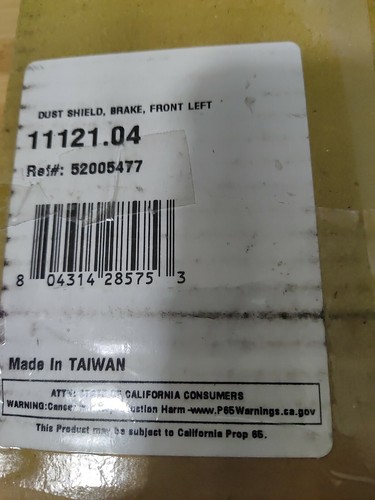 DUST SHIELD, BRAKE, FRONT LEFT
11121.04
Ref#: 52005477
8 04314 28575 3
Made In TAIWAN
CALIFORNIA CONSUMERS
WARNING: Harm -www.P65Warnings.ca.gov
This Product may be subject to California Prop 65.